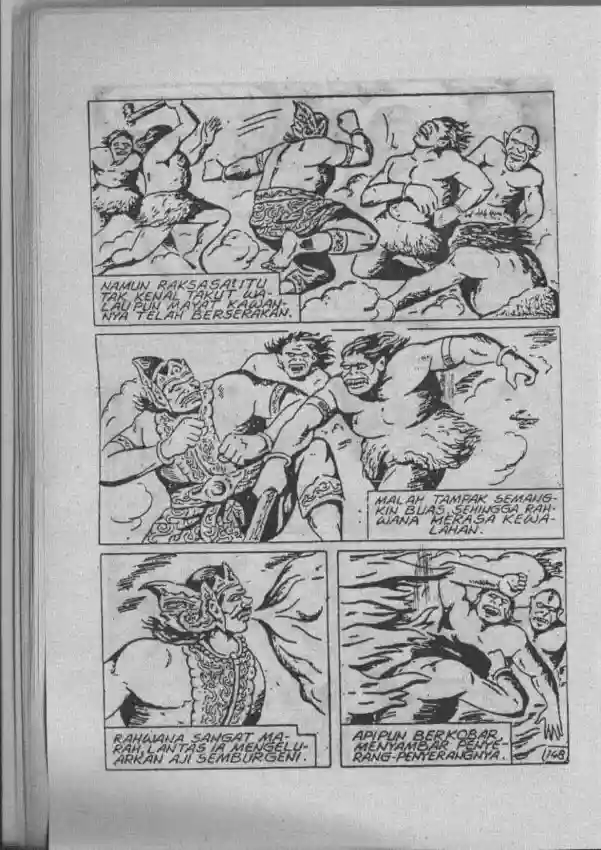 NAMUN RAKSASA² ITU
TAK KENAL TAKUT WA-
LAUPUN MAYAT KAWAN-
NYA TELAH BERSERAKAN.
MALAH TAMPAK SEMANG-
KIN BUAS, SEHINGGA RAH-
WANA MERASA KEWA-
LAHAN.
RAHWANA SANGAT MA-
RAH, LANTAS IA MENGELU-
ARKAN AJI SEMBURGENI.
APIPUN BERKOBAR,
MENYAMBAR PENYE-
RANG-PENYERANGNYA.
148